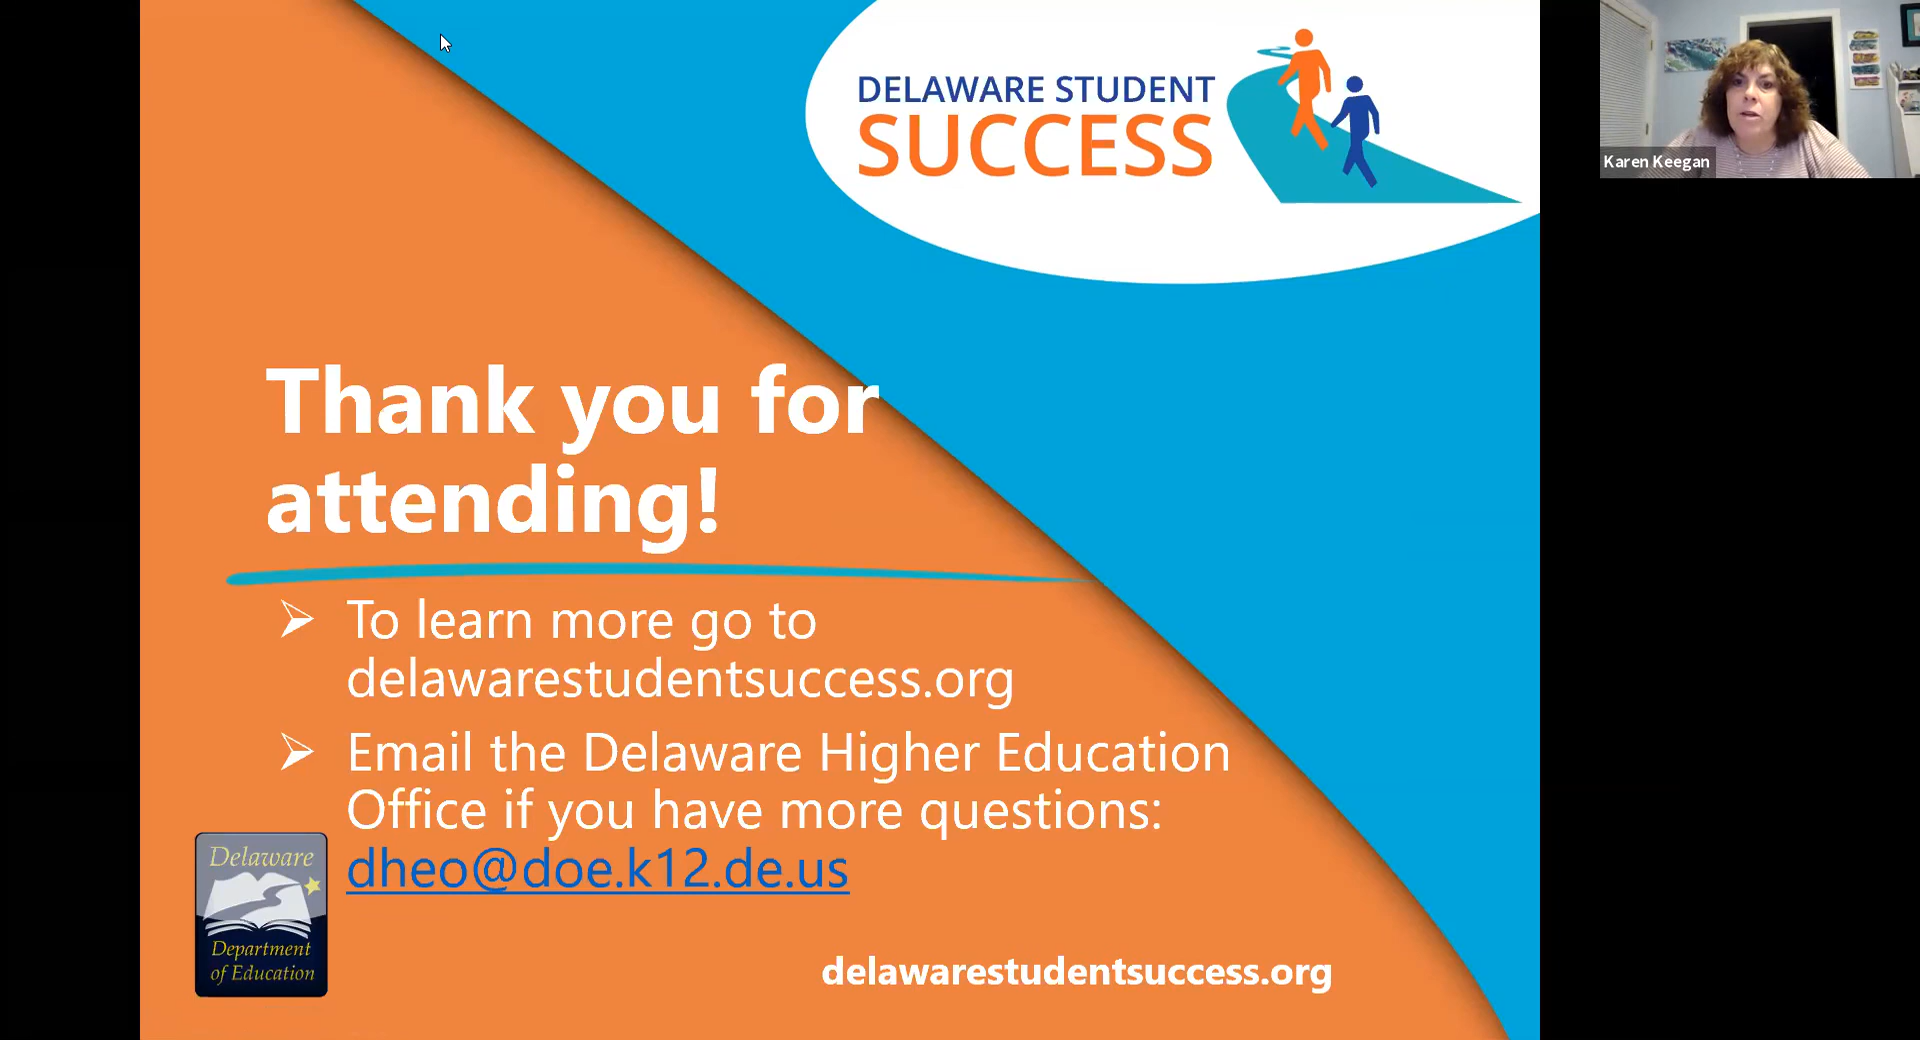 DELAWARE STUDENT
SUCCESS
Karen Keegan
Thank you for
attending!
To learn more go to
delawarestudentsuccess.org
Email the Delaware Higher Education
Office if you have more questions:
dheo@doe.k12.de.us
Delaware
Department
of Education
delawarestudentsuccess.org